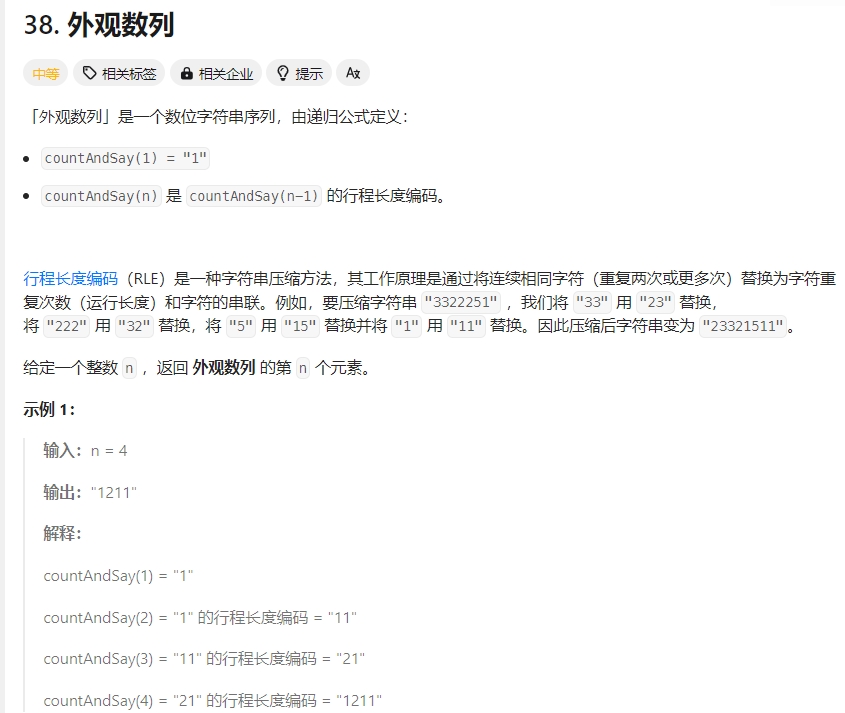 38. 外观数列
中等 相关标签 相关企业 提示 Ax
「外观数列」是一个数位字符串序列，由递归公式定义：
countAndSay(1) = "1"
countAndSay(n) 是 countAndSay(n-1) 的行程长度编码。
行程长度编码（RLE）是一种字符串压缩方法，其工作原理是通过将连续相同字符（重复两次或更多次）替换为字符重
复次数（运行长度）和字符的串联。例如，要压缩字符串 "3322251" ，我们将 "33" 用 "23" 替换，
将 "222" 用 "32" 替换，将 "5" 用 "15" 替换并将 "1" 用 "11" 替换。因此压缩后字符串变为 "23321511"。
给定一个整数 n ，返回 外观数列 的第 n 个元素。
示例 1：
输入：n = 4
输出："1211"
解释：
countAndSay(1) = "1"
countAndSay(2) = "1" 的行程长度编码 = "11"
countAndSay(3) = "11" 的行程长度编码 = "21"
countAndSay(4) = "21" 的行程长度编码 = "1211"